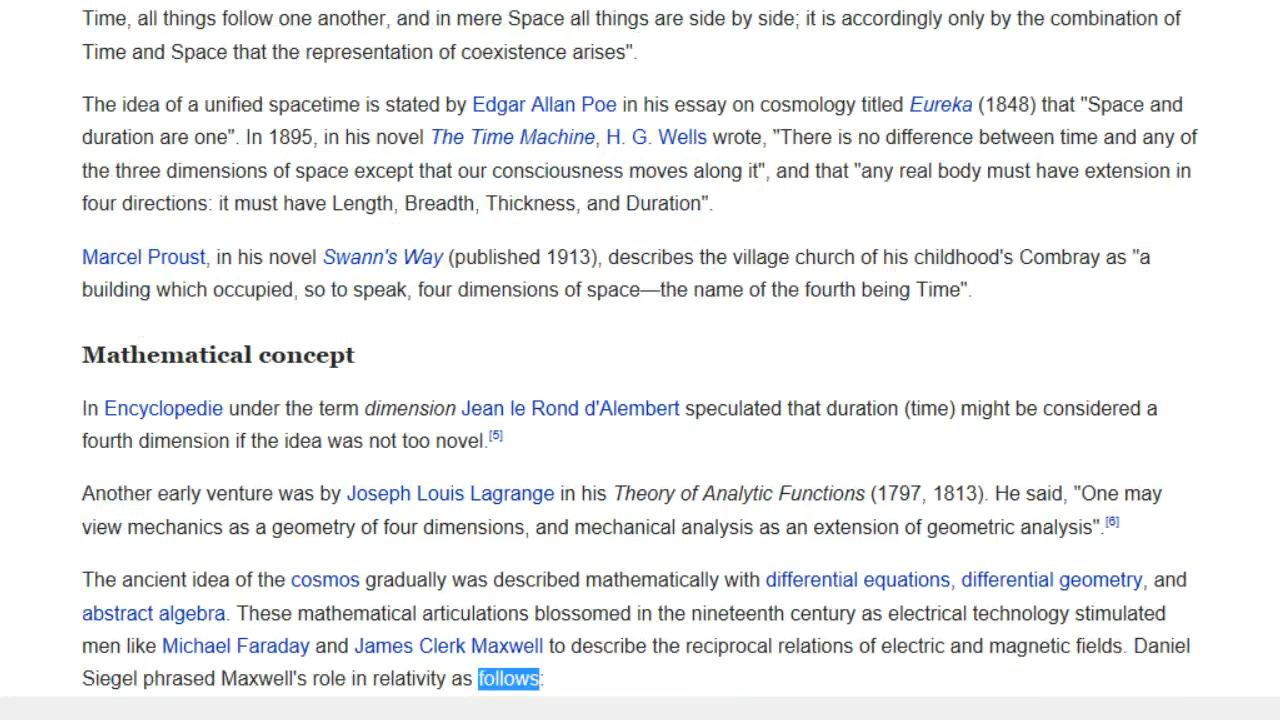 Time, all things follow one another, and in mere Space all things are side by side; it is accordingly only by the combination of
Time and Space that the representation of coexistence arises".
The idea of a unified spacetime is stated by Edgar Allan Poe in his essay on cosmology titled Eureka (1848) that "Space and
duration are one". In 1895, in his novel The Time Machine, H. G. Wells wrote, "There is no difference between time and any of
the three dimensions of space except that our consciousness moves along it", and that "any real body must have extension in
four directions: it must have Length, Breadth, Thickness, and Duration".
Marcel Proust, in his novel Swann's Way (published 1913), describes the village church of his childhood's Combray as "a
building which occupied, so to speak, four dimensions of space—the name of the fourth being Time".
Mathematical concept
In Encyclopedie under the term dimension Jean le Rond d'Alembert speculated that duration (time) might be considered a
fourth dimension if the idea was not too novel.[5]
Another early venture was by Joseph Louis Lagrange in his Theory of Analytic Functions (1797, 1813). He said, "One may
view mechanics as a geometry of four dimensions, and mechanical analysis as an extension of geometric analysis".[6]
The ancient idea of the cosmos gradually was described mathematically with differential equations, differential geometry, and
abstract algebra. These mathematical articulations blossomed in the nineteenth century as electrical technology stimulated
men like Michael Faraday and James Clerk Maxwell to describe the reciprocal relations of electric and magnetic fields. Daniel
Siegel phrased Maxwell's role in relativity as follows: